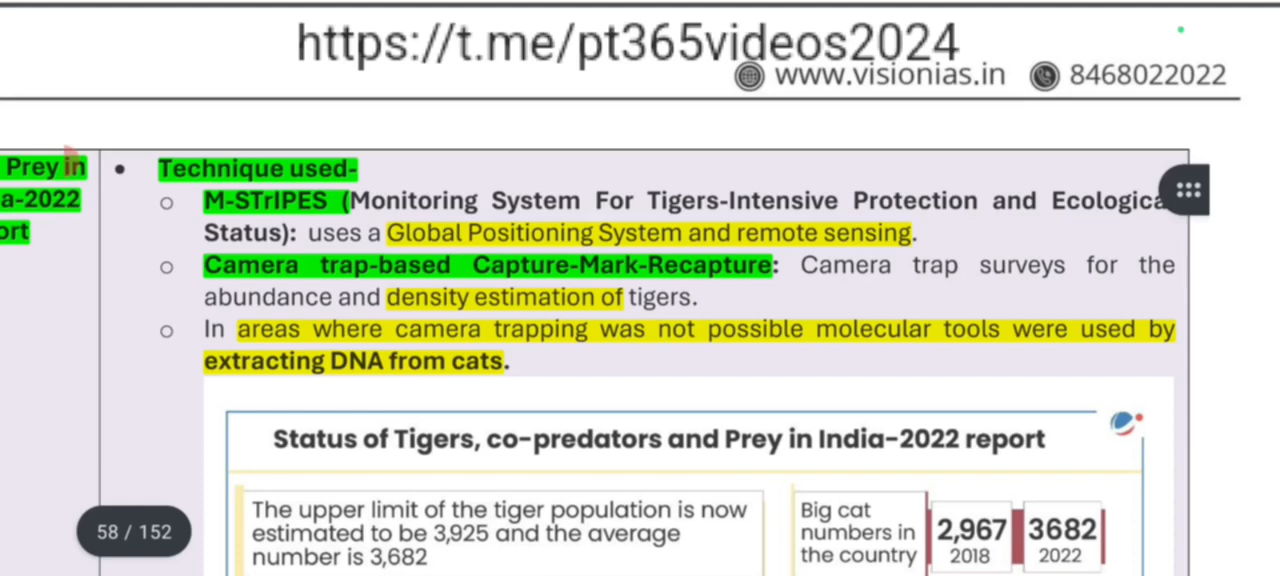 https://t.me/pt365videos2024
www.visionias.in 8468022022
Prey in
a-2022
ort
• Technique used-
o M-STrIPES (Monitoring System For Tigers-Intensive Protection and Ecologica
Status): uses a Global Positioning System and remote sensing.
o Camera trap-based Capture-Mark-Recapture: Camera trap surveys for the
abundance and density estimation of tigers.
o In areas where camera trapping was not possible molecular tools were used by
extracting DNA from cats.
Status of Tigers, co-predators and Prey in India-2022 report
The upper limit of the tiger population is now
estimated to be 3,925 and the average
number is 3,682
Big cat
numbers in
the country
2,967
2018
3682
2022
58 / 152